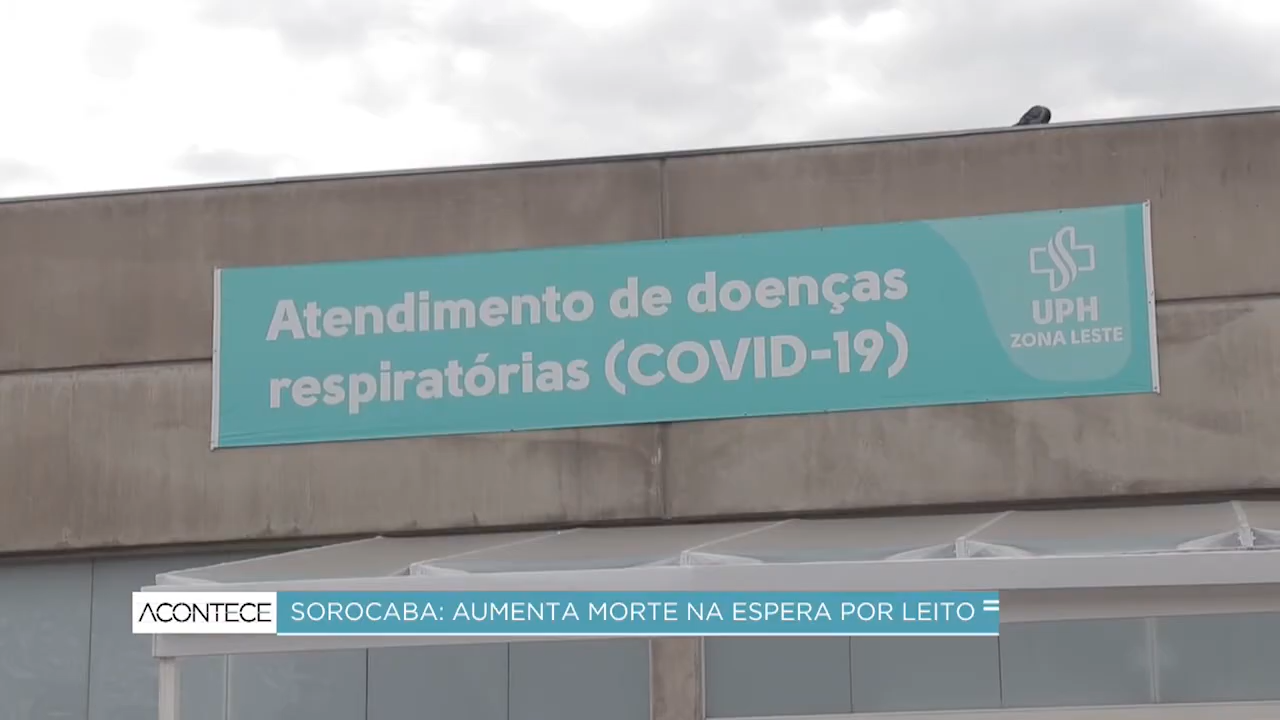 Atendimento de doenças
respiratórias (COVID-19)
UPH
ZONA LESTE
ACONTECE
SOROCABA: AUMENTA MORTE NA ESPERA POR LEITO